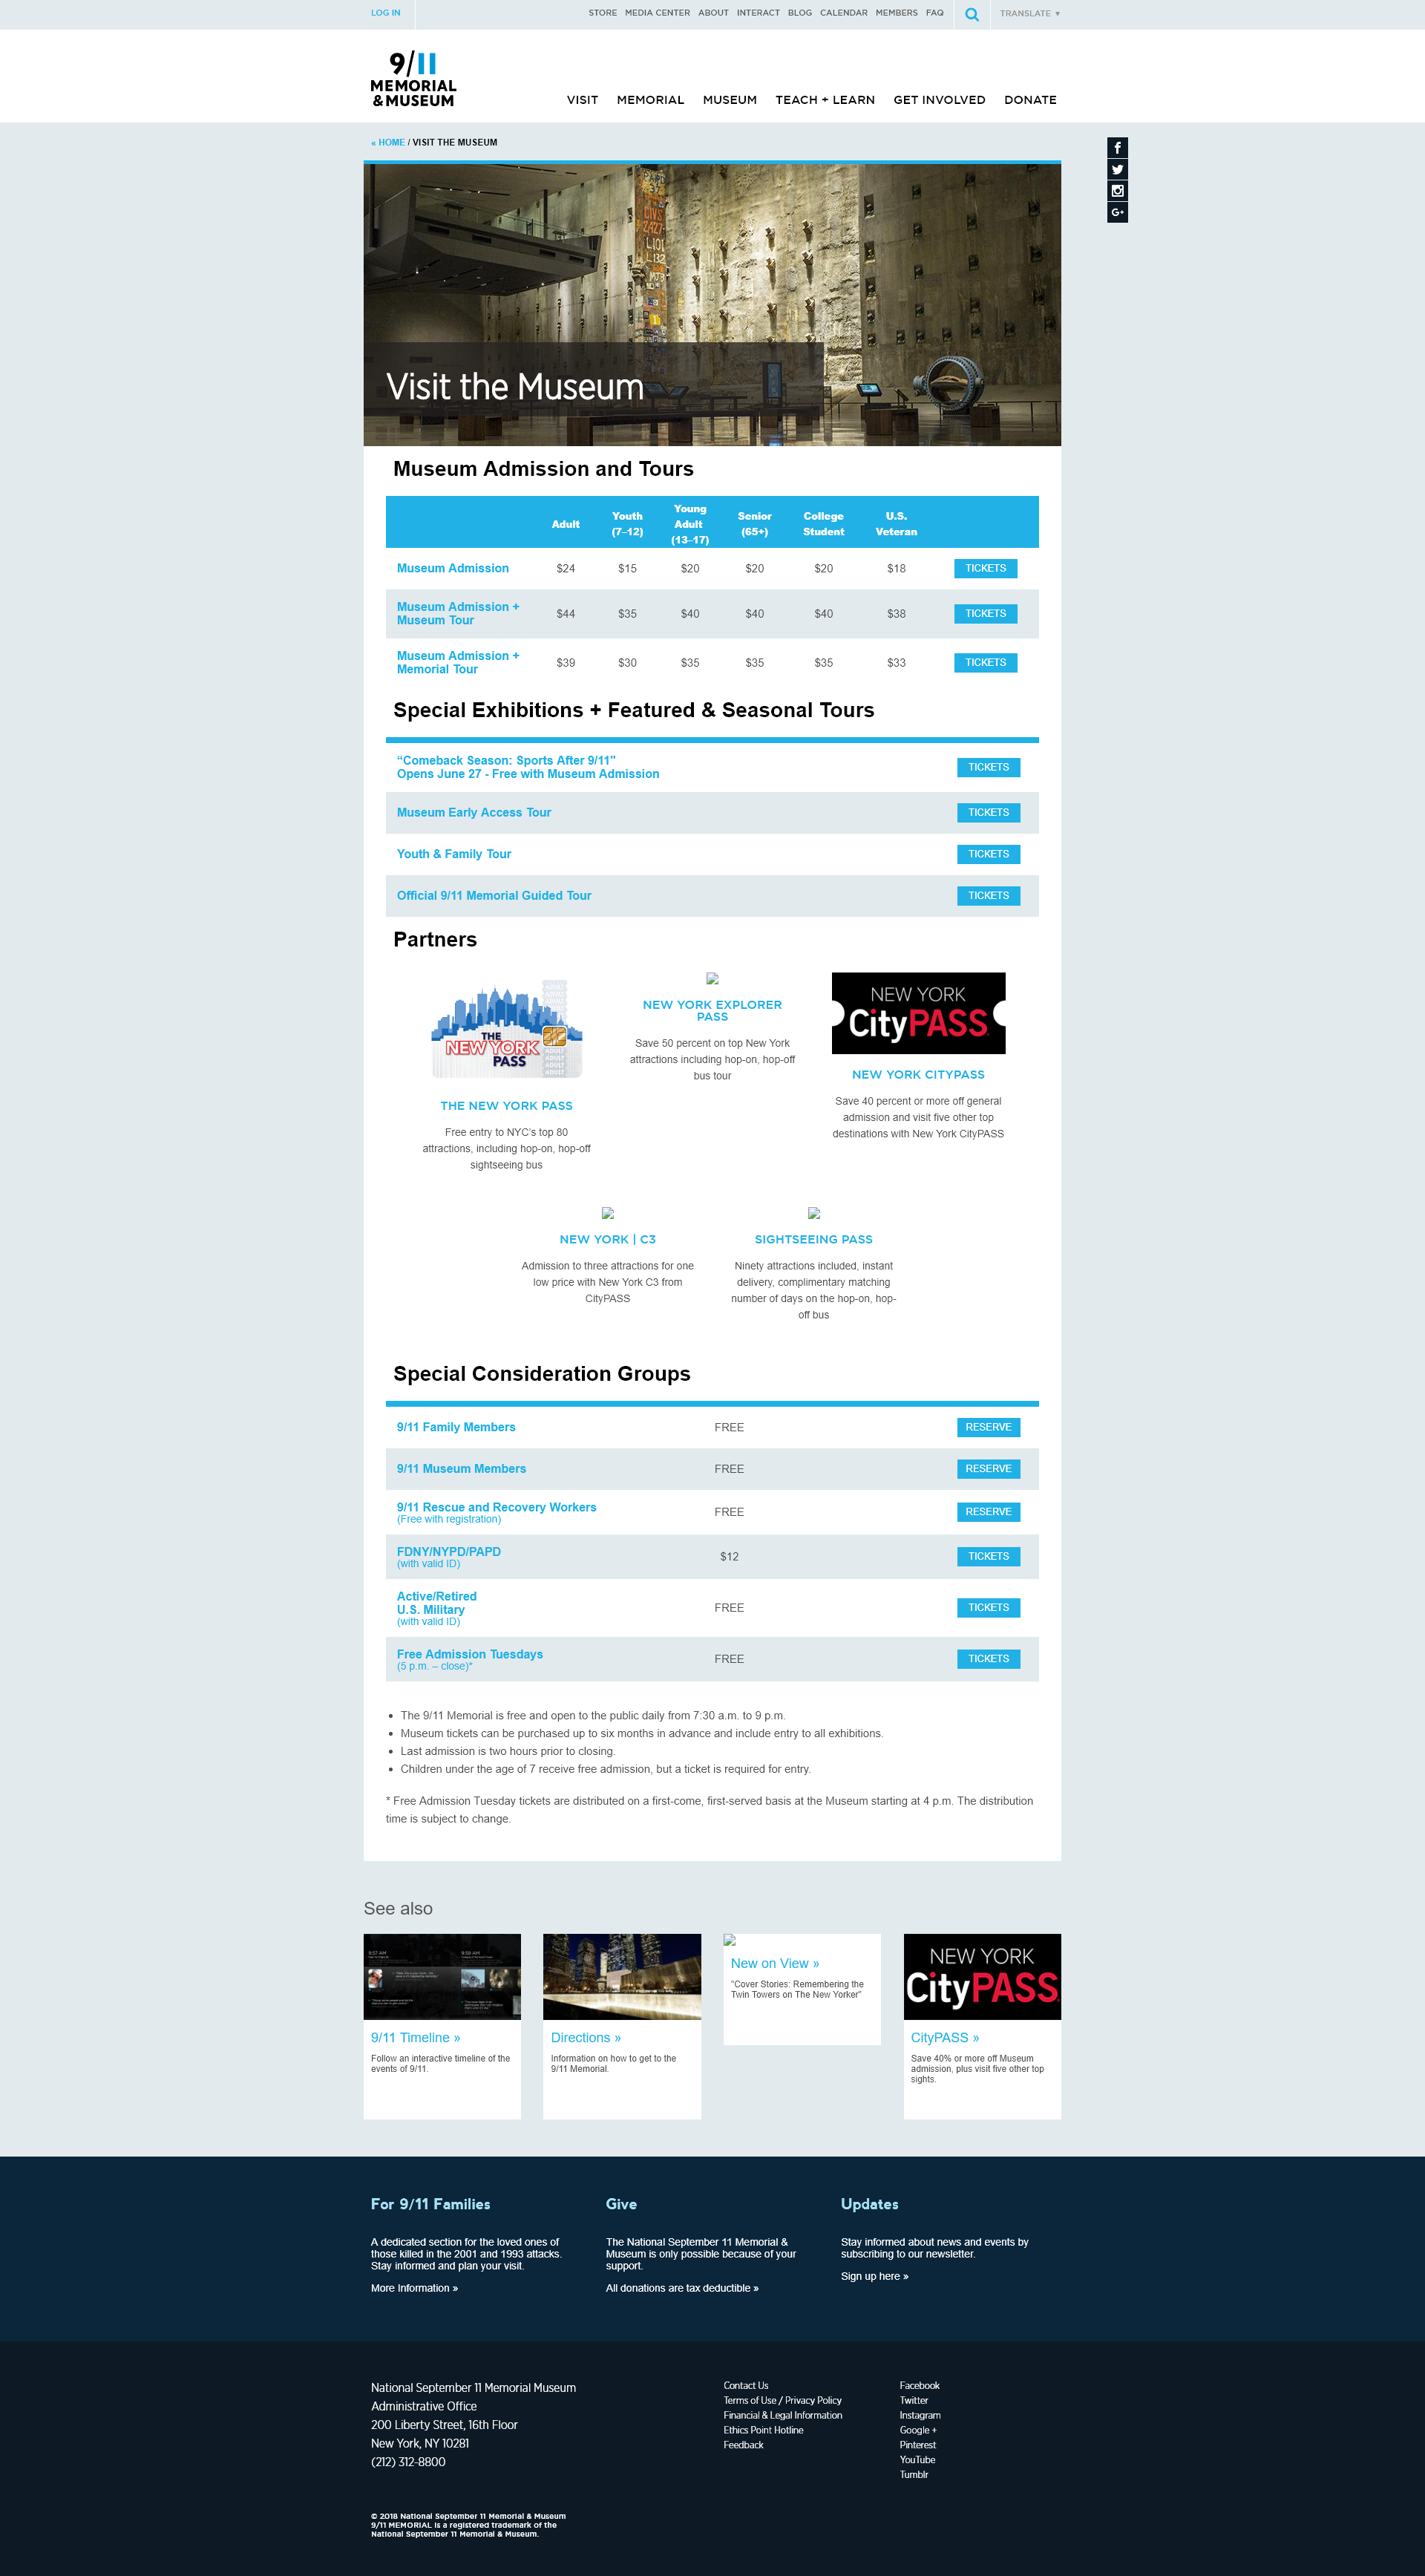 LOG IN
STORE MEDIA CENTER ABOUT INTERACT BLOG CALENDAR MEMBERS FAQ
TRANSLATE ▼
9/11
MEMORIAL
&MUSEUM
VISIT MEMORIAL MUSEUM TEACH + LEARN GET INVOLVED DONATE
« HOME / VISIT THE MUSEUM
Visit the Museum
Museum Admission and Tours
Adult Youth (7–12) Young Adult (13–17) Senior (65+) College Student U.S. Veteran
Museum Admission $24 $15 $20 $20 $20 $18 TICKETS
Museum Admission +
Museum Tour $44 $35 $40 $40 $40 $38 TICKETS
Museum Admission +
Memorial Tour $39 $30 $35 $35 $35 $33 TICKETS
Special Exhibitions + Featured & Seasonal Tours
“Comeback Season: Sports After 9/11"
Opens June 27 - Free with Museum Admission TICKETS
Museum Early Access Tour TICKETS
Youth & Family Tour TICKETS
Official 9/11 Memorial Guided Tour TICKETS
Partners
THE
NEW YORK
PASS
ADULT
THE NEW YORK PASS
Free entry to NYC's top 80
attractions, including hop-on, hop-off
sightseeing bus
NEW YORK EXPLORER
PASS
Save 50 percent on top New York
attractions including hop-on, hop-off
bus tour
NEW YORK
CityPASS
NEW YORK CITYPASS
Save 40 percent or more off general
admission and visit five other top
destinations with New York CityPASS
NEW YORK | C3
Admission to three attractions for one
low price with New York C3 from
CityPASS
SIGHTSEEING PASS
Ninety attractions included, instant
delivery, complimentary matching
number of days on the hop-on, hop-
off bus
Special Consideration Groups
9/11 Family Members FREE RESERVE
9/11 Museum Members FREE RESERVE
9/11 Rescue and Recovery Workers
(Free with registration) FREE RESERVE
FDNY/NYPD/PAPD
(with valid ID) $12 TICKETS
Active/Retired
U.S. Military
(with valid ID) FREE TICKETS
Free Admission Tuesdays
(5 p.m. – close)* FREE TICKETS
• The 9/11 Memorial is free and open to the public daily from 7:30 a.m. to 9 p.m.
• Museum tickets can be purchased up to six months in advance and include entry to all exhibitions.
• Last admission is two hours prior to closing.
• Children under the age of 7 receive free admission, but a ticket is required for entry.
* Free Admission Tuesday tickets are distributed on a first-come, first-served basis at the Museum starting at 4 p.m. The distribution
time is subject to change.
See also
9:57 AM 9:59 AM
9/11 Timeline »
Follow an interactive timeline of the
events of 9/11.
Directions »
Information on how to get to the
9/11 Memorial.
New on View »
"Cover Stories: Remembering the
Twin Towers on The New Yorker"
NEW YORK
CityPASS
CityPASS »
Save 40% or more off Museum
admission, plus visit five other top
sights.
For 9/11 Families
A dedicated section for the loved ones of
those killed in the 2001 and 1993 attacks.
Stay informed and plan your visit.
More Information »
Give
The National September 11 Memorial &
Museum is only possible because of your
support.
All donations are tax deductible »
Updates
Stay informed about news and events by
subscribing to our newsletter.
Sign up here »
National September 11 Memorial Museum
Administrative Office
200 Liberty Street, 16th Floor
New York, NY 10281
(212) 312-8800
Contact Us
Terms of Use / Privacy Policy
Financial & Legal Information
Ethics Point Hotline
Feedback
Facebook
Twitter
Instagram
Google +
Pinterest
YouTube
Tumblr
© 2018 National September 11 Memorial & Museum
9/11 MEMORIAL is a registered trademark of the
National September 11 Memorial & Museum.